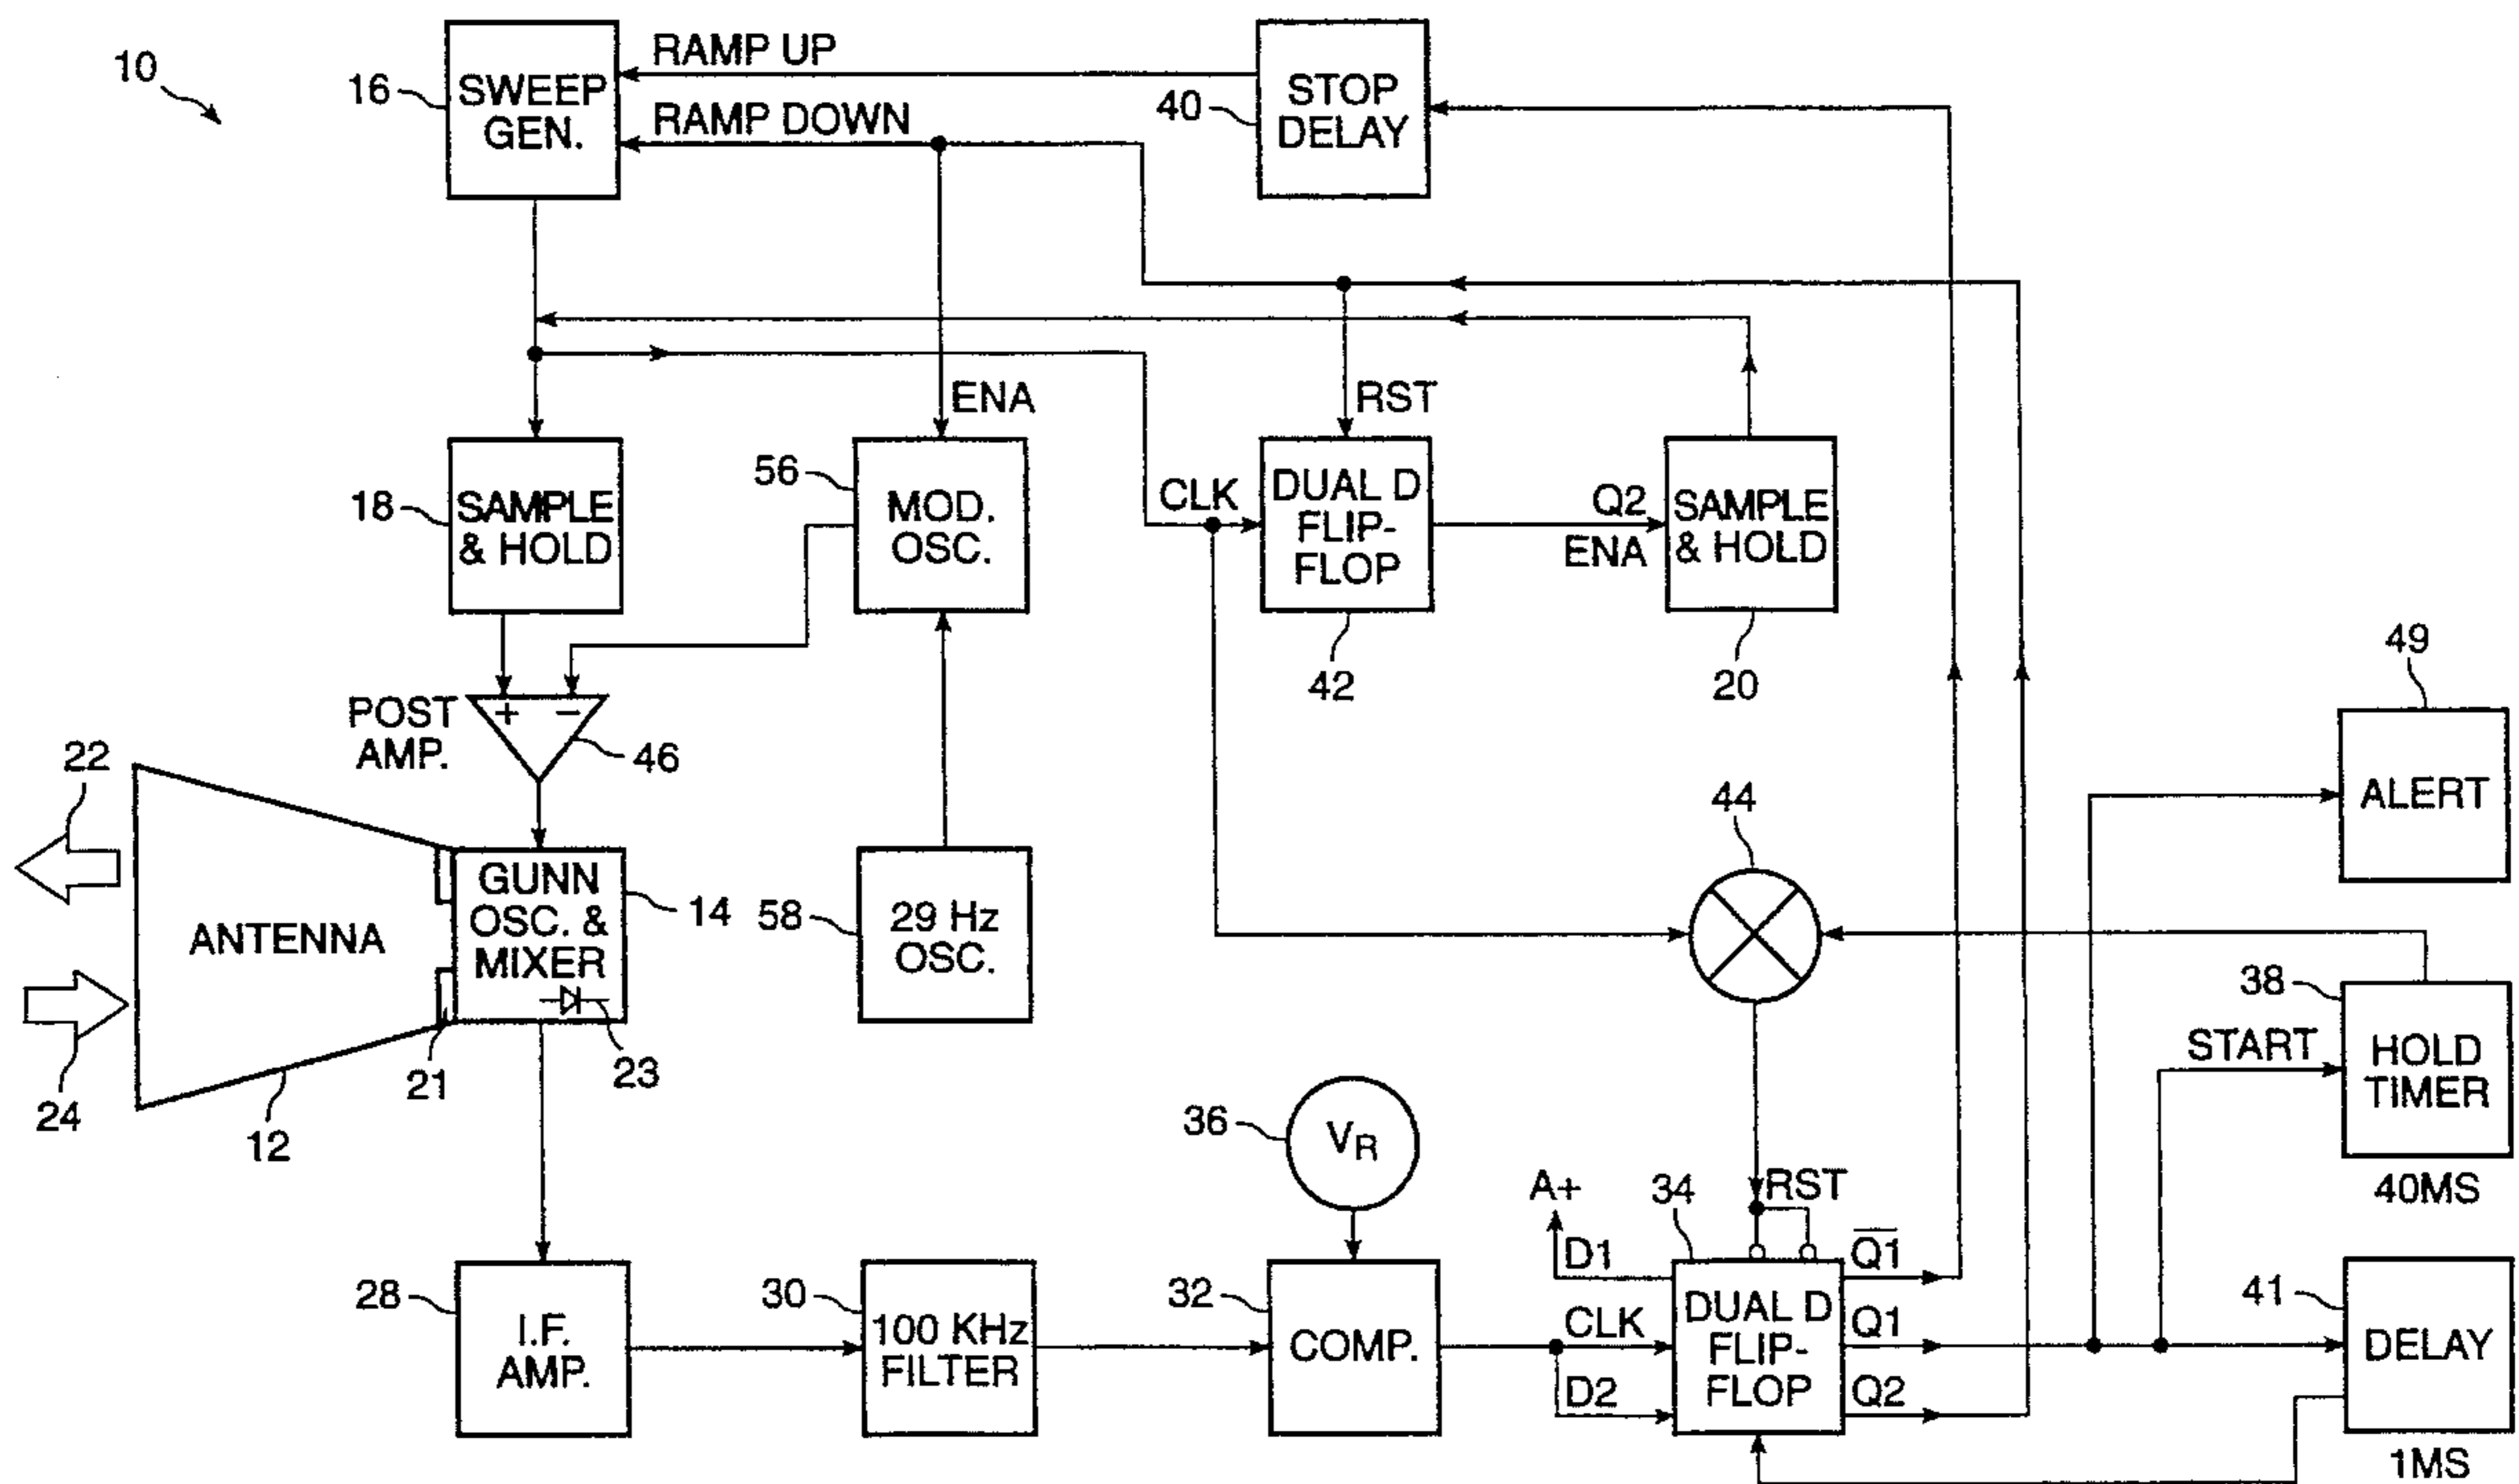 10
16
SWEEP
GEN.
RAMP UP
RAMP DOWN
40
STOP
DELAY
18
SAMPLE
& HOLD
56
ENA
MOD.
OSC.
CLK
RST
DUAL D
FLIP-
FLOP
42
Q2
ENA
SAMPLE
& HOLD
20
POST
AMP.
+ −
46
22
ANTENNA
24
12
21
GUNN
OSC. &
MIXER
14
23
58
29 Hz
OSC.
44
49
ALERT
38
START
HOLD
TIMER
40MS
36
VR
A+
34
RST
D1
CLK
D2
DUAL D
FLIP-
FLOP
Q̅1̅
Q1
Q2
41
DELAY
1MS
28
I.F.
AMP.
30
100 KHz
FILTER
32
COMP.